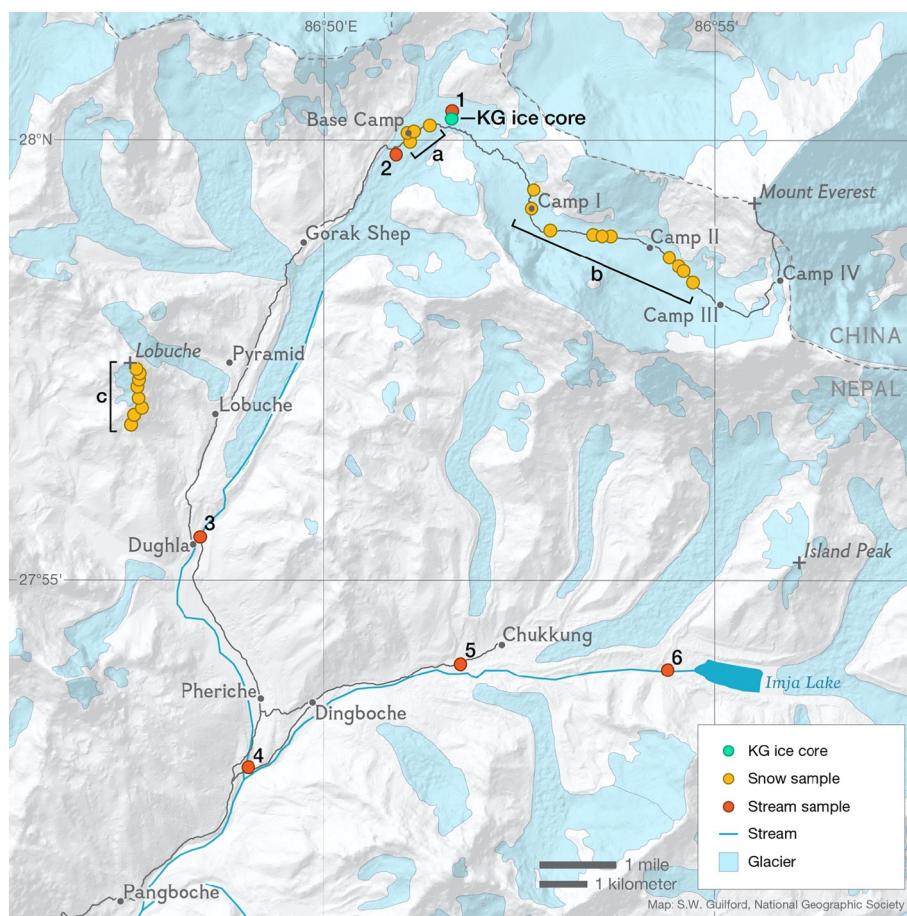 86°50'E
86°55'
1
KG ice core
Base Camp
28°N
2
a
Mount Everest
Camp I
Gorak Shep
Camp II
b
Camp IV
Camp III
CHINA
Lobuche
Pyramid
NEPAL
c
Lobuche
3
Dughla
Island Peak
27°55'
Chukkung
5
6
Imja Lake
Pheriche
Dingboche
4
KG ice core
Snow sample
Stream sample
Stream
Glacier
1 mile
1 kilometer
Pangboche
Map: S.W. Guilford, National Geographic Society